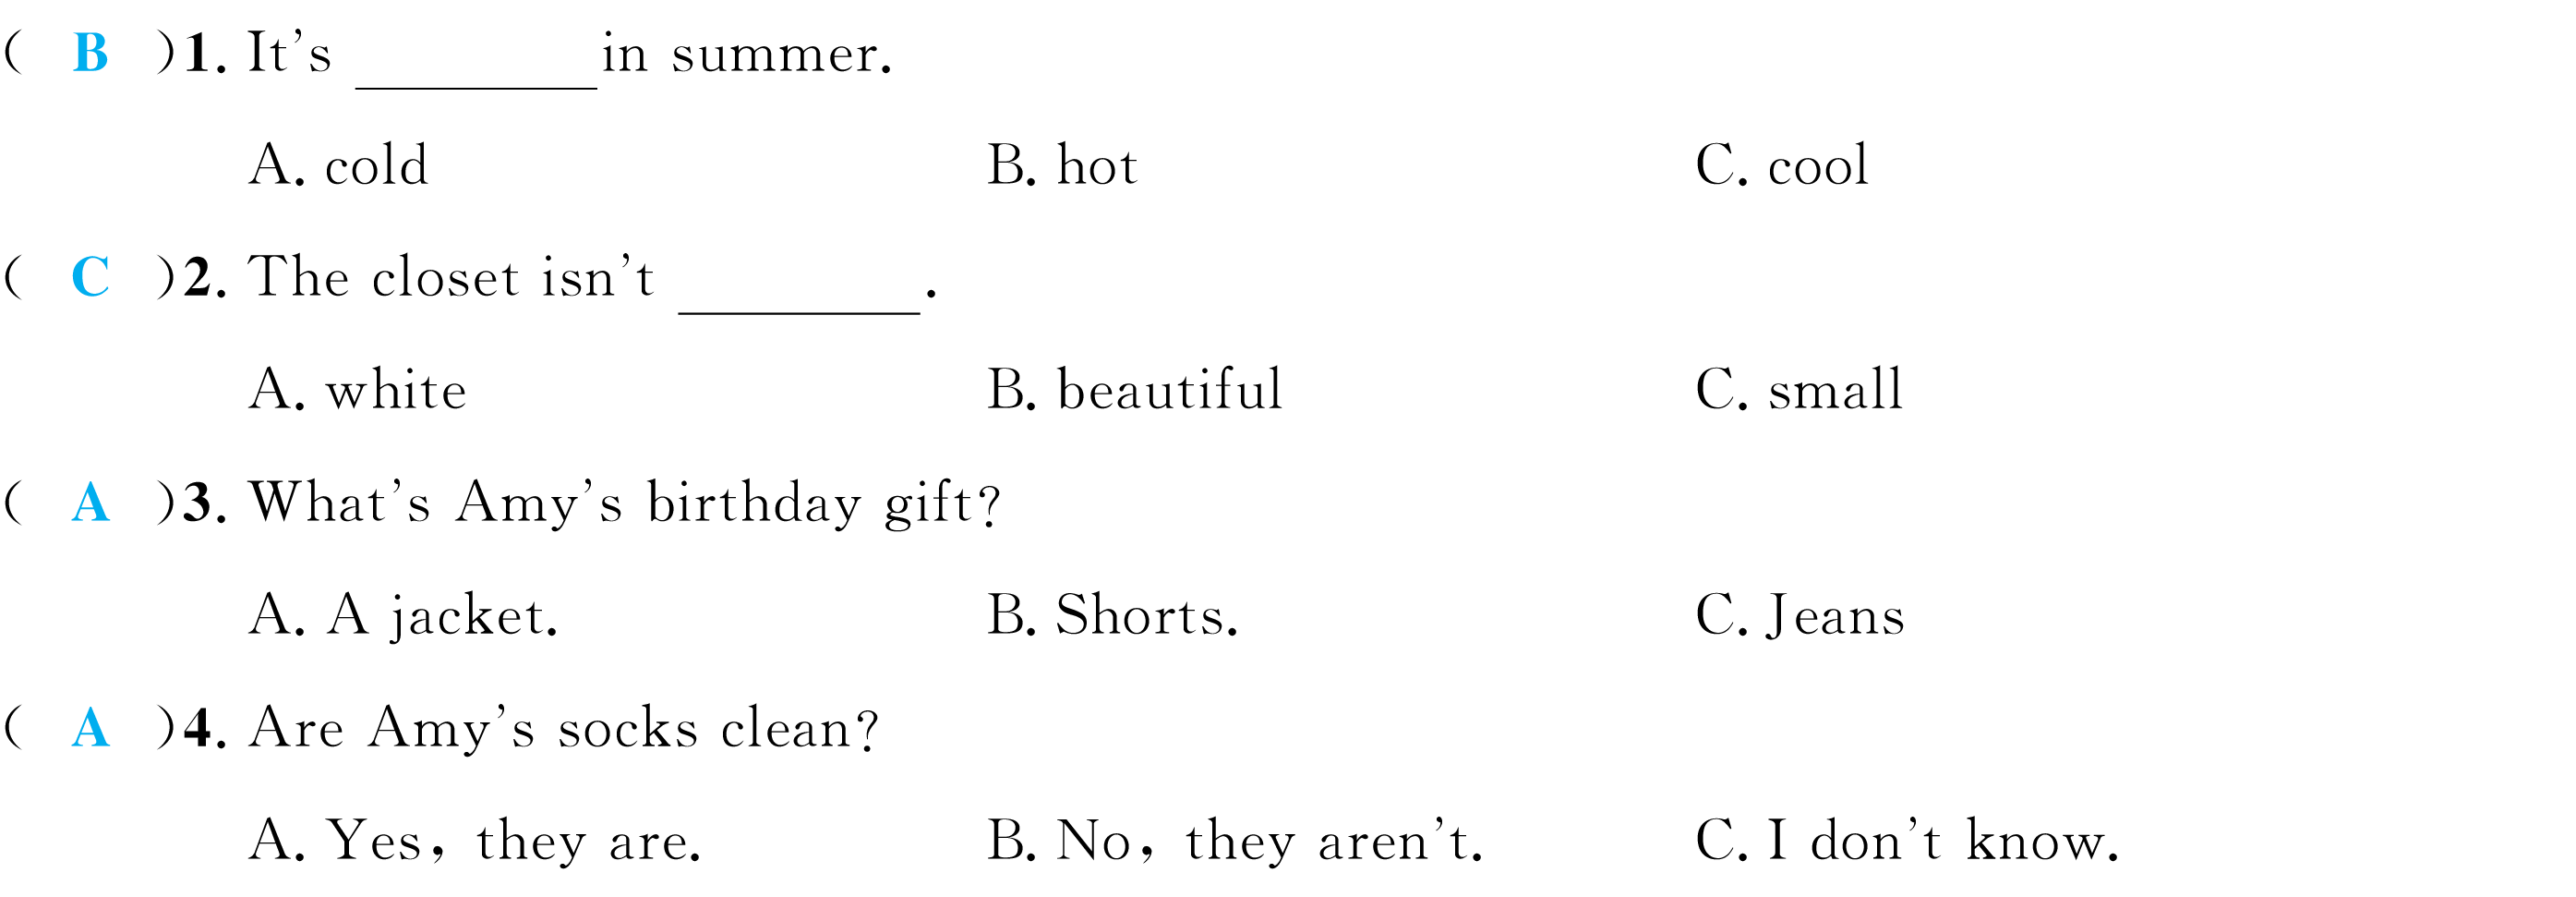 ( B )1. It's ________ in summer.
A. cold B. hot C. cool
( C )2. The closet isn't ________.
A. white B. beautiful C. small
( A )3. What's Amy's birthday gift?
A. A jacket. B. Shorts. C. Jeans
( A )4. Are Amy's socks clean?
A. Yes, they are. B. No, they aren't. C. I don't know.